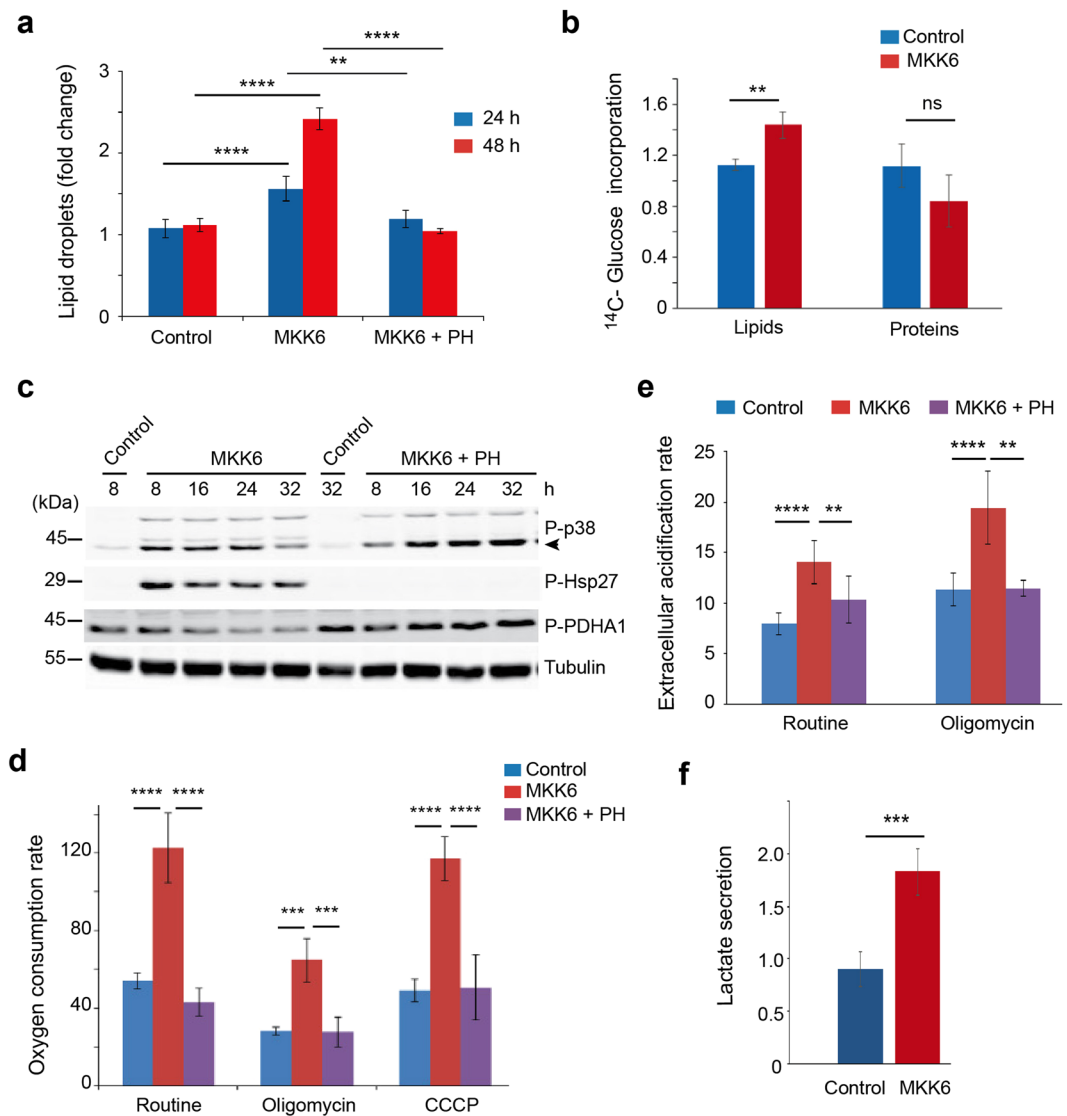 a
****
**
****
****
Lipid droplets (fold change)
3
2
1
0
24 h
48 h
Control
MKK6
MKK6 + PH
b
Control
MKK6
14C- Glucose incorporation
1.6
1.2
0.8
0.4
0
**
ns
Lipids
Proteins
c
Control
MKK6
Control
MKK6 + PH
(kDa)
8
8
16
24
32
32
8
16
24
32
h
45
P-p38
29
P-Hsp27
45
P-PDHA1
55
Tubulin
e
Control
MKK6
MKK6 + PH
Extracellular acidification rate
25
20
15
10
5
0
****
**
****
**
Routine
Oligomycin
d
Control
MKK6
MKK6 + PH
Oxygen consumption rate
120
80
40
0
****
****
***
***
****
****
Routine
Oligomycin
CCCP
f
Lactate secretion
2.0
1.5
1.0
0.5
0
***
Control
MKK6